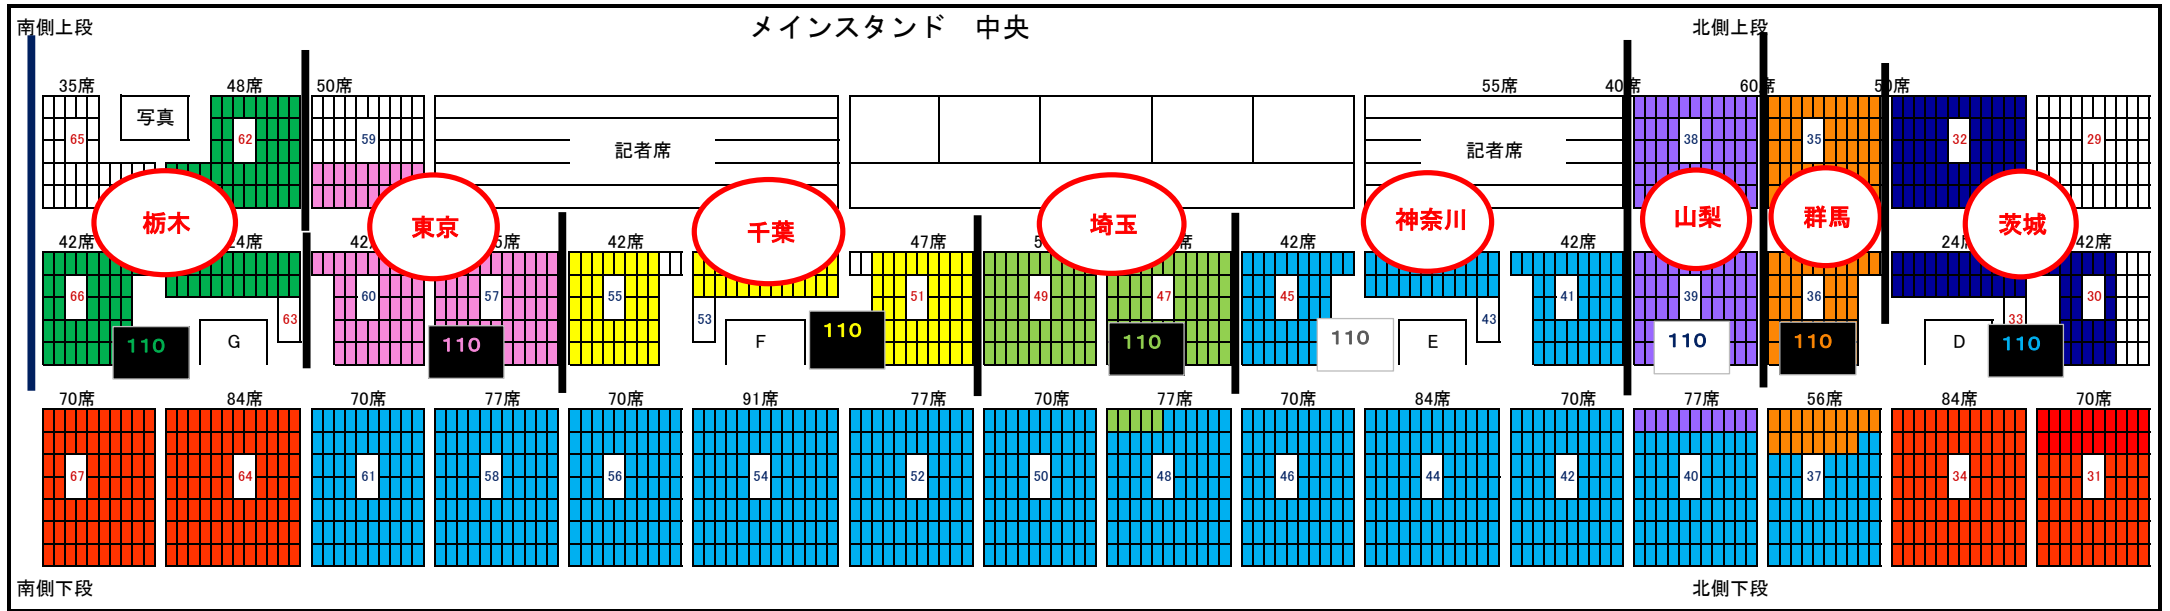 メインスタンド 中央
南側上段
北側上段
35席
48席
50席
55席
40席
60席
50席
写真
65
62
59
記者席
記者席
38
35
32
29
栃木
東京
千葉
埼玉
神奈川
山梨
群馬
茨城
42席
24席
42席
47席
42席
42席
42席
66
63
60
57
55
53
51
49
47
45
43
41
39
36
33
30
110
G
110
F
110
110
110
E
110
110
D
110
70席
84席
70席
77席
70席
91席
77席
70席
77席
70席
84席
70席
77席
56席
84席
70席
67
64
61
58
56
54
52
50
48
46
44
42
40
37
34
31
南側下段
北側下段